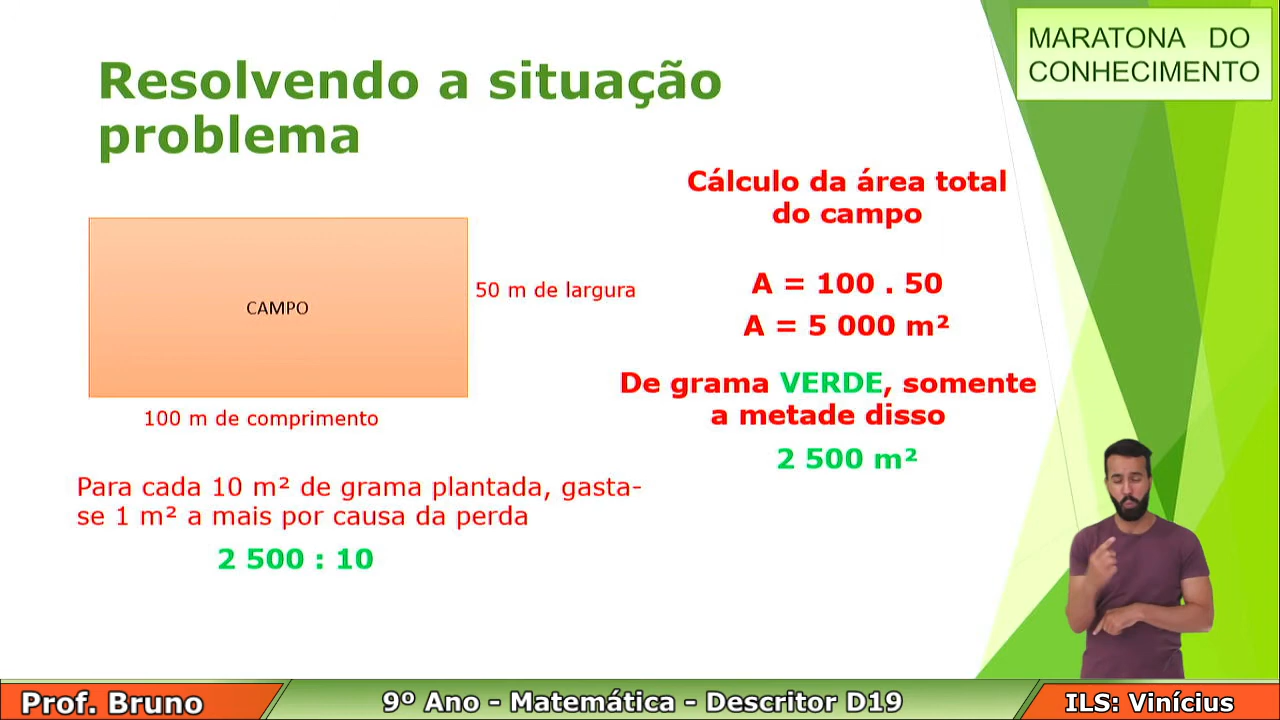 MARATONA DO
CONHECIMENTO
Resolvendo a situação
problema
Cálculo da área total
do campo
CAMPO
50 m de largura
100 m de comprimento
A = 100 . 50
A = 5 000 m²
De grama VERDE, somente
a metade disso
2 500 m²
Para cada 10 m² de grama plantada, gasta-
se 1 m² a mais por causa da perda
2 500 : 10
Prof. Bruno
9º Ano - Matemática - Descritor D19
ILS: Vinícius